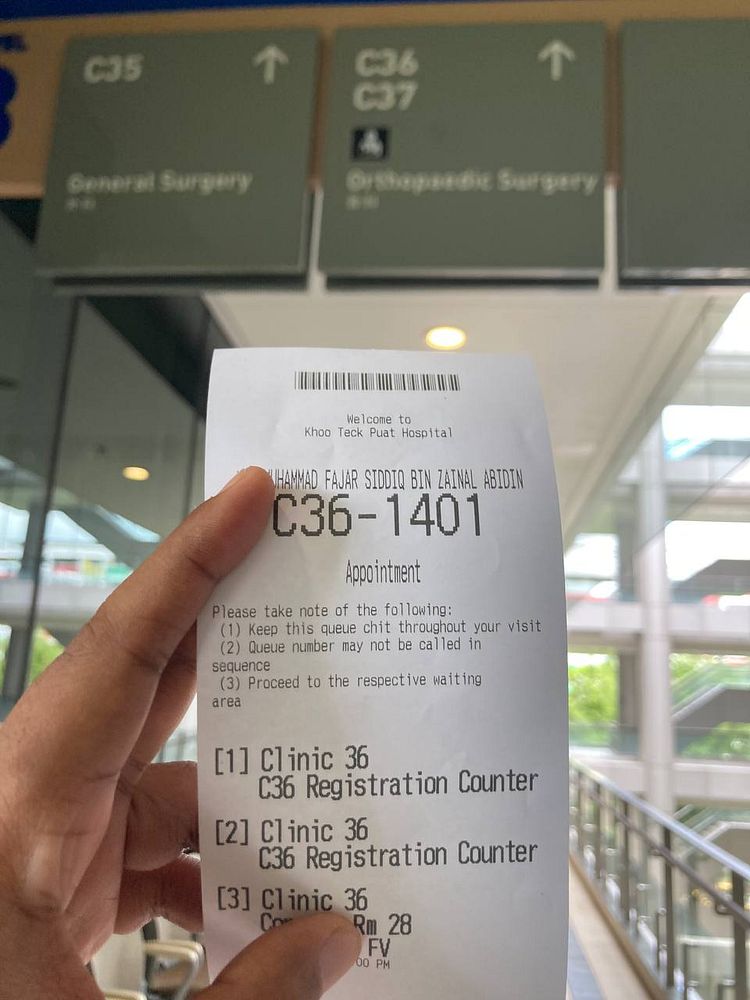 C35
General Surgery
C36
C37
Orthopaedic Surgery
Welcome to
Khoo Teck Puat Hospital
MUHAMMAD FAJAR SIDDIQ BIN ZAINAL ABIDIN
C36-1401
Appointment
Please take note of the following:
(1) Keep this queue chit throughout your visit
(2) Queue number may not be called in
sequence
(3) Proceed to the respective waiting
area
[1] Clinic 36
C36 Registration Counter
[2] Clinic 36
C36 Registration Counter
[3] Clinic 36
Rm 28
FV
00 PM